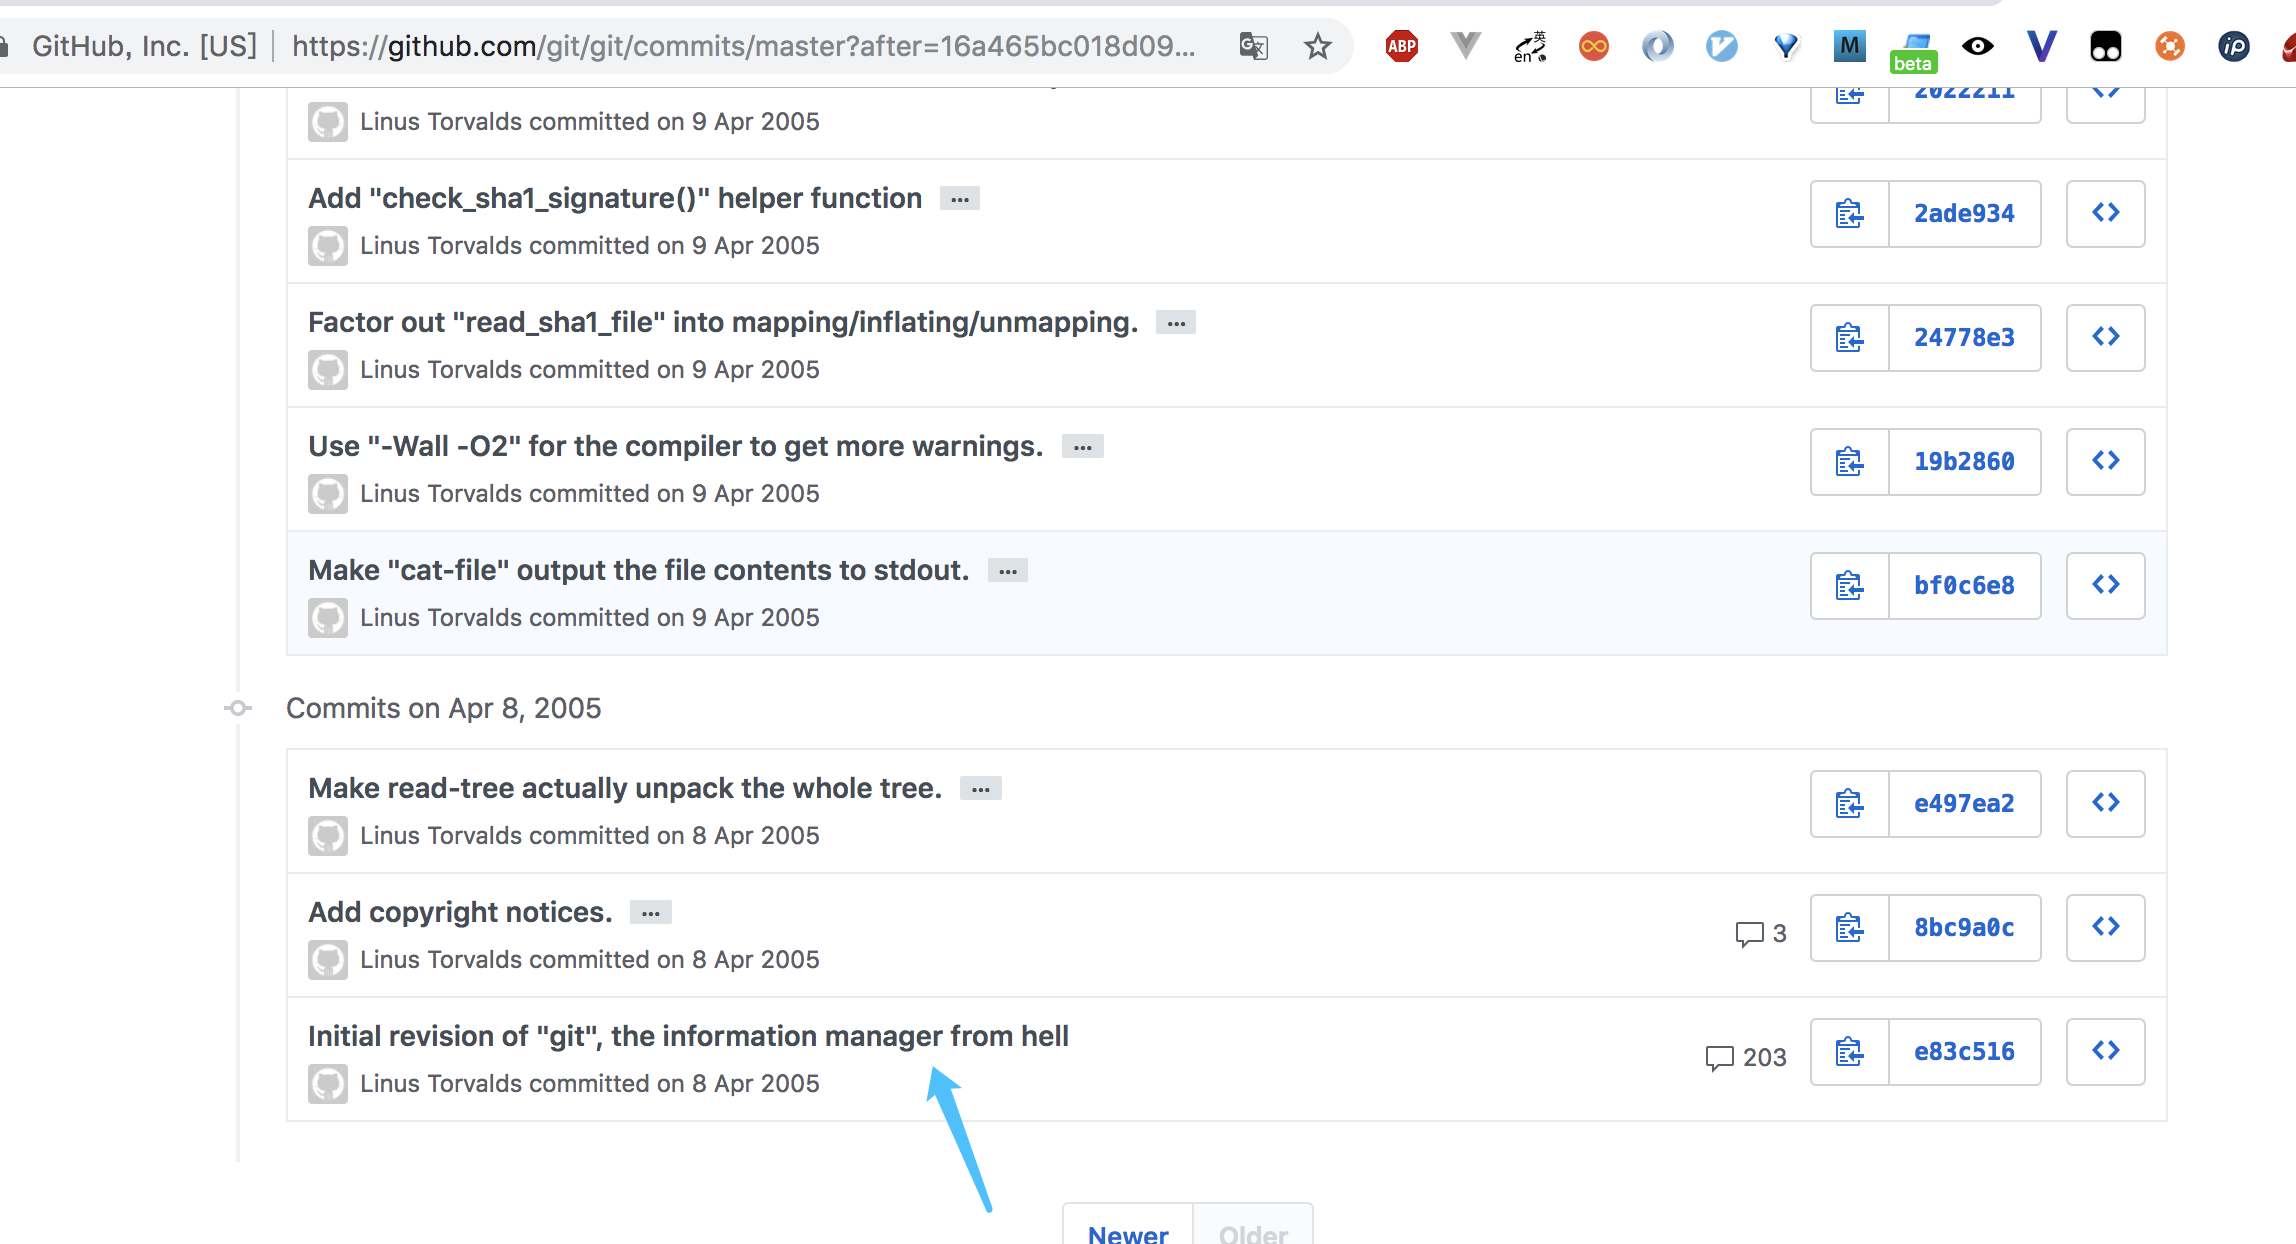 GitHub, Inc. [US] | https://github.com/git/git/commits/master?after=16a465bc018d09...
ABP
英
en
M
beta
V
ip
2022211
Linus Torvalds committed on 9 Apr 2005
Add "check_sha1_signature()" helper function ...
2ade934
Linus Torvalds committed on 9 Apr 2005
Factor out "read_sha1_file" into mapping/inflating/unmapping. ...
24778e3
Linus Torvalds committed on 9 Apr 2005
Use "-Wall -O2" for the compiler to get more warnings. ...
19b2860
Linus Torvalds committed on 9 Apr 2005
Make "cat-file" output the file contents to stdout. ...
bf0c6e8
Linus Torvalds committed on 9 Apr 2005
Commits on Apr 8, 2005
Make read-tree actually unpack the whole tree. ...
e497ea2
Linus Torvalds committed on 8 Apr 2005
Add copyright notices. ...
3
8bc9a0c
Linus Torvalds committed on 8 Apr 2005
Initial revision of "git", the information manager from hell
203
e83c516
Linus Torvalds committed on 8 Apr 2005
Newer
Older